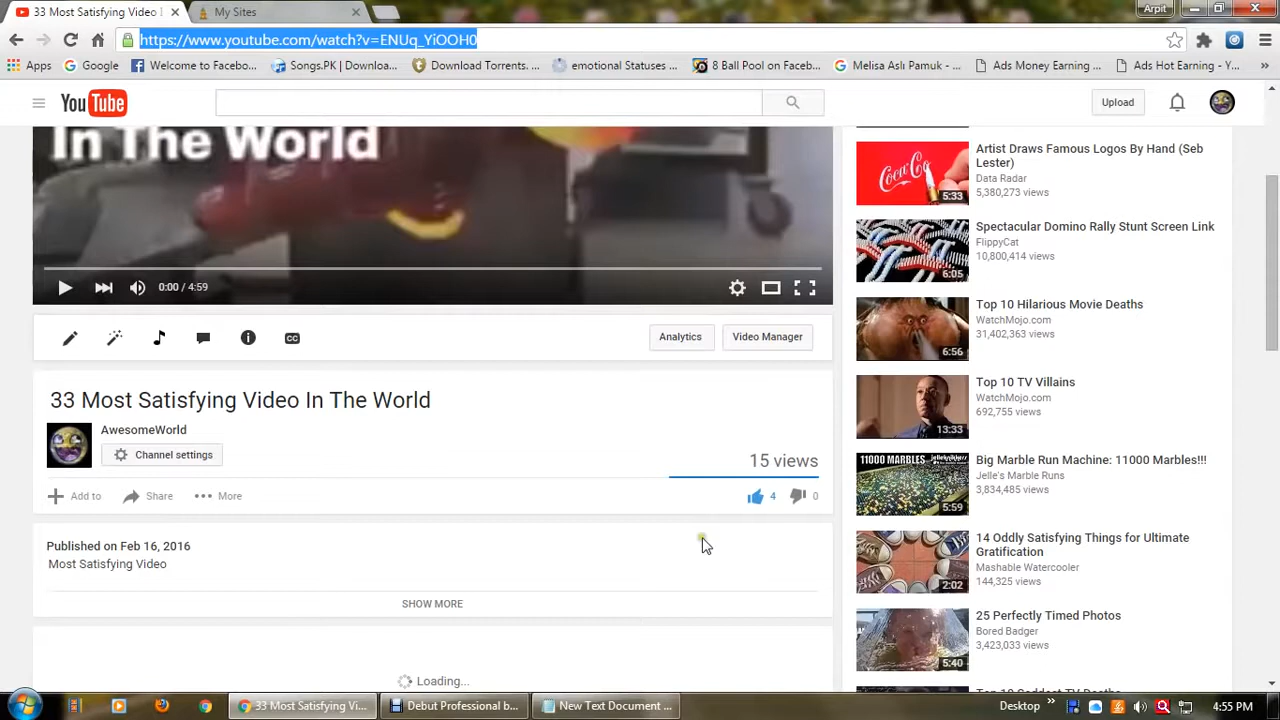 33 Most Satisfying Video I
My Sites
Arpit
https://www.youtube.com/watch?v=ENUq_YiOOH0
Apps
Google
Welcome to Facebo...
Songs.PK | Downloa...
Download Torrents. ...
emotional Statuses ...
8 Ball Pool on Faceb...
Melisa Aslı Pamuk - ...
Ads Money Earning ...
Ads Hot Earning - Y...
YouTube
Upload
In The World
0:00 / 4:59
CC
Analytics
Video Manager
33 Most Satisfying Video In The World
AwesomeWorld
Channel settings
15 views
Add to
Share
More
4
0
Published on Feb 16, 2016
Most Satisfying Video
SHOW MORE
Loading...
Coca-Cola
5:33
Artist Draws Famous Logos By Hand (Seb
Lester)
Data Radar
5,380,273 views
6:05
Spectacular Domino Rally Stunt Screen Link
FlippyCat
10,800,414 views
6:56
Top 10 Hilarious Movie Deaths
WatchMojo.com
31,402,363 views
13:33
Top 10 TV Villains
WatchMojo.com
692,755 views
11000 MARBLES
5:59
Big Marble Run Machine: 11000 Marbles!!!
Jelle's Marble Runs
3,834,485 views
2:02
14 Oddly Satisfying Things for Ultimate
Gratification
Mashable Watercooler
144,325 views
5:40
25 Perfectly Timed Photos
Bored Badger
3,423,033 views
33 Most Satisfying Vi...
Debut Professional b...
New Text Document ...
Desktop
4:55 PM